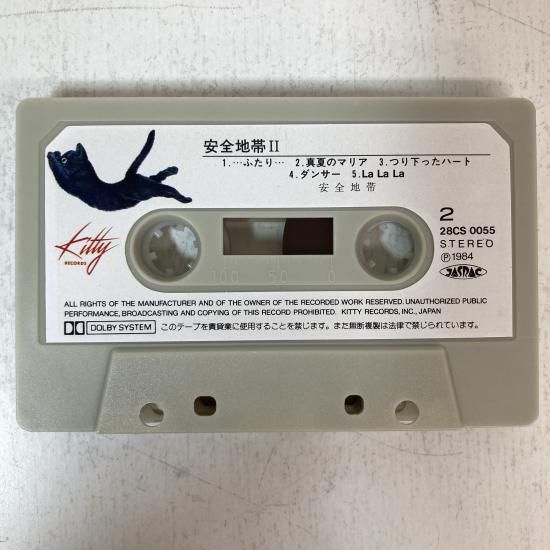 安全地帯II
1.…ふたり… 2.真夏のマリア 3.つり下ったハート
4.ダンサー 5.La La La
安全地帯
Kitty
RECORDS
2
28CS 0055
STEREO
Ⓟ1984
JASRAC
100 50 0
ALL RIGHTS OF THE MANUFACTURER AND OF THE OWNER OF THE RECORDED WORK RESERVED. UNAUTHORIZED PUBLIC
PERFORMANCE, BROADCASTING AND COPYING OF THIS RECORD PROHIBITED. KITTY RECORDS, INC., JAPAN
DOLBY SYSTEM このテープを賃貸業に使用することを禁じます。また無断複製は法律で禁じられています。